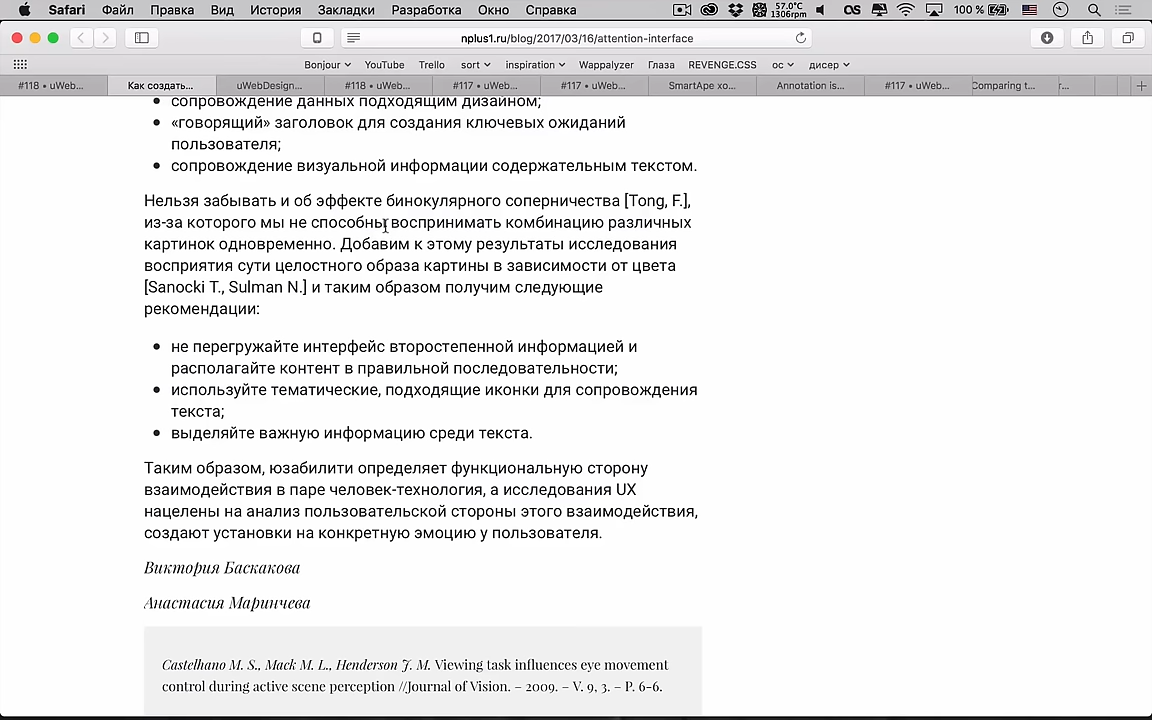 Safari Файл Правка Вид История Закладки Разработка Окно Справка 57.0°C 1306rpm 100 %
nplus1.ru/blog/2017/03/16/attention-interface
Bonjour YouTube Trello sort inspiration Wappalyzer Глаза REVENGE.CSS ос дисер
#118 • uWeb... Как создать... uWebDesign... #118 • uWeb... #117 • uWeb... #117 • uWeb... SmartApe хо... Annotation is... #117 • uWeb... Comparing t... r...
сопровождение данных подходящим дизайном;
«говорящий» заголовок для создания ключевых ожиданий
пользователя;
сопровождение визуальной информации содержательным текстом.
Нельзя забывать и об эффекте бинокулярного соперничества [Tong, F.],
из-за которого мы не способны воспринимать комбинацию различных
картинок одновременно. Добавим к этому результаты исследования
восприятия сути целостного образа картины в зависимости от цвета
[Sanocki T., Sulman N.] и таким образом получим следующие
рекомендации:
не перегружайте интерфейс второстепенной информацией и
располагайте контент в правильной последовательности;
используйте тематические, подходящие иконки для сопровождения
текста;
выделяйте важную информацию среди текста.
Таким образом, юзабилити определяет функциональную сторону
взаимодействия в паре человек-технология, а исследования UX
нацелены на анализ пользовательской стороны этого взаимодействия,
создают установки на конкретную эмоцию у пользователя.
Виктория Баскакова
Анастасия Маринчева
Castelhano M. S., Mack M. L., Henderson J. M. Viewing task influences eye movement
control during active scene perception //Journal of Vision. – 2009. – V. 9, 3. – P. 6-6.